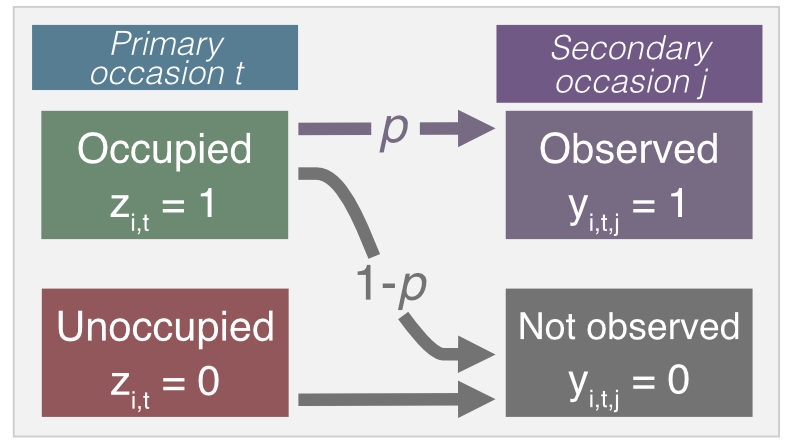 Primary
occasion t
Secondary
occasion j
Occupied
z_{i,t} = 1
p
Observed
y_{i,t,j} = 1
1-p
Unoccupied
z_{i,t} = 0
Not observed
y_{i,t,j} = 0